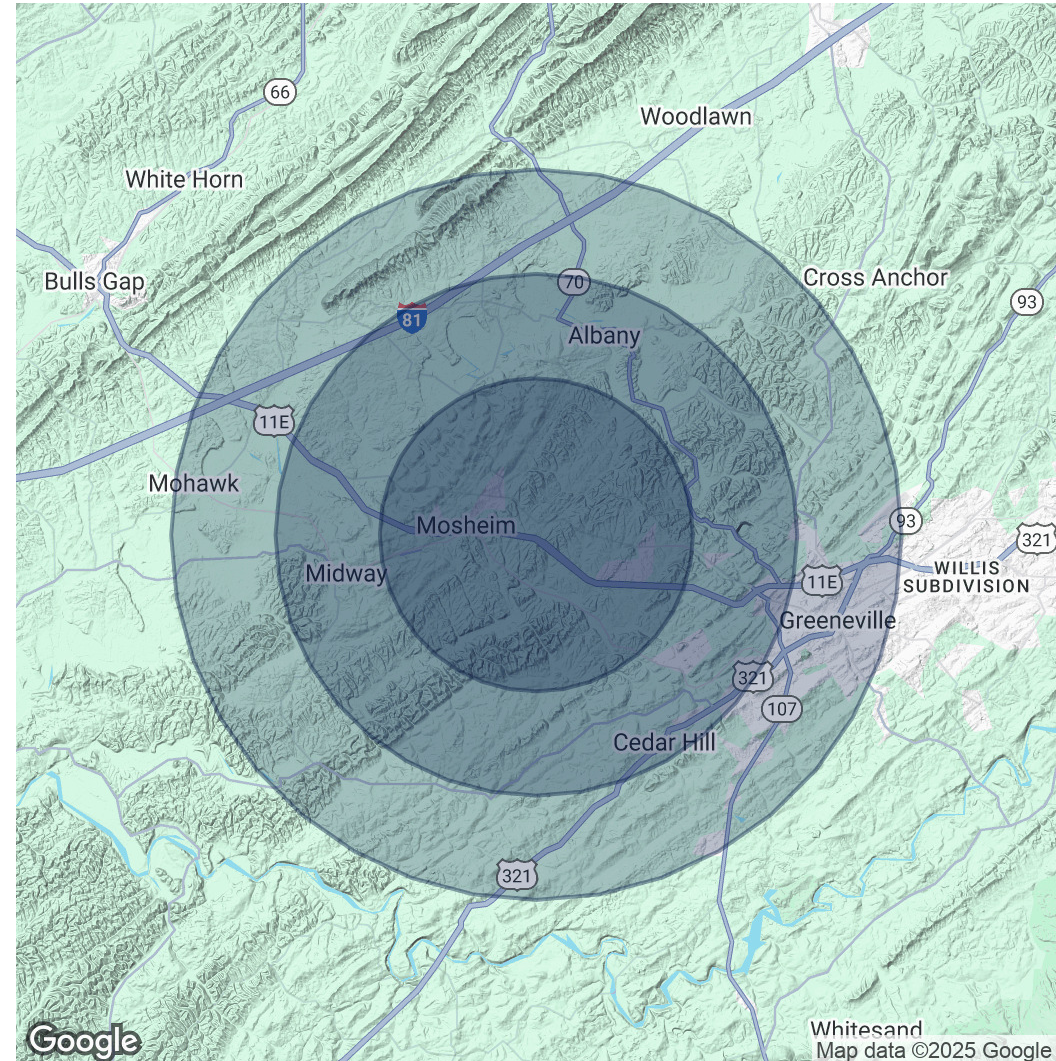 66
Woodlawn
White Horn
Bulls Gap
Cross Anchor
70
93
81
Albany
11E
Mohawk
Mosheim
93
321
WILLIS
SUBDIVISION
Midway
11E
Greeneville
321
107
Cedar Hill
321
Whitesand
Google
Map data ©2025 Google